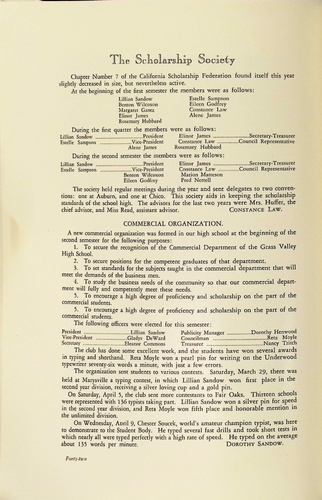 The Scholarship Society
Chapter Number 7 of the California Scholarship Federation found itself this year
slightly decreased in size, but nevertheless active.
At the beginning of the first semester the members were as follows:
Lillian Sandow Estelle Sampson
Benton Wilcoxon Eileen Godfrey
Margaret Ganez Constance Law
Elinor James Alene James
Rosemary Hubbard
During the first quarter the members were as follows:
Lillian Sandow President Elinor James Secretary-Treasurer
Estelle Sampson Vice-President Constance Law Council Representative
Alene James Rosemary Hubbard
During the second semester the members were as follows:
Lillian Sandow President Elinor James Secretary-Treasurer
Estelle Sampson Vice-President Constance Law Council Representative
Benton Wilcoxon Marion Matteson
Eileen Godfrey Fred Nettell
The society held regular meetings during the year and sent delegates to two conven-
tions: one at Auburn, and one at Chico. This society aids in keeping the scholarship
standards of the high school. The advisors for the last two years were Mrs. Huffer, the
chief advisor, and Miss Read, assistant advisor. CONSTANCE LAW.
COMMERCIAL ORGANIZATION.
A new commercial organization was formed in our high school at the beginning of the
second semester for the following purposes:
1. To secure the recognition of the Commercial Department of the Grass Valley
High School.
2. To secure positions for the competent graduates of that department.
3. To set standards for the subjects taught in the commercial department that will
meet the demands of the business men.
4. To study the business needs of the community so that our commercial depart-
ment will fully and competently meet these needs.
5. To encourage a high degree of proficiency and scholarship on the part of the
commercial students.
5. To encourage a high degree of proficiency and scholarship on the part of the
commercial students.
The following officers were elected for this semester:
President Lillian Sandow Publicity Manager Dorothy Henwood
Vice-President Gladys DeWard Councilman Reta Moyle
Secretary Eleanor Commons Treasurer Nancy Tzitch
The club has done some excellent work, and the students have won several awards
in typing and shorthand. Reta Moyle won a pearl pin for writing on the Underwood
typewriter seventy-six words a minute, with just a few errors.
The organization sent students to various contests. Saturday, March 29, there was
held at Marysville a typing contest, in which Lillian Sandow won first place in the
second year division, receiving a silver loving cup and a gold pin.
On Saturday, April 5, the club sent more contestants to Fair Oaks. Thirteen schools
were represented with 136 typists taking part. Lillian Sandow won a silver pin for speed
in the second year division, and Reta Moyle won fifth place and honorable mention in
the unlimited division.
On Wednesday, April 9, Chester Soucek, world's amateur champion typist, was here
to demonstrate to the Student Body. He typed several fast drills and took short tests in
which nearly all were typed perfectly with a high rate of speed. He typed on the average
about 135 words per minute. DOROTHY SANDOW.
Forty-two